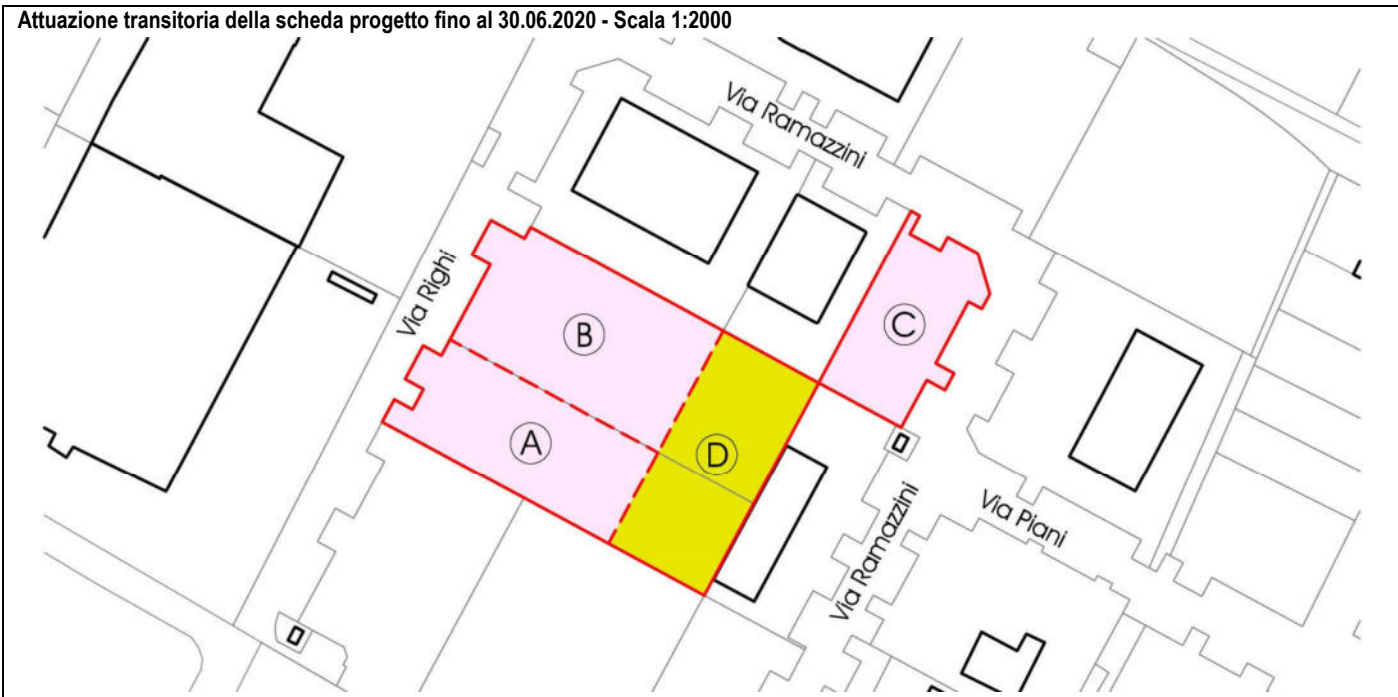 Attuazione transitoria della scheda progetto fino al 30.06.2020 - Scala 1:2000
Via Ramazzini
Via Righi
B
C
A
D
Via Ramazzini
Via Piani